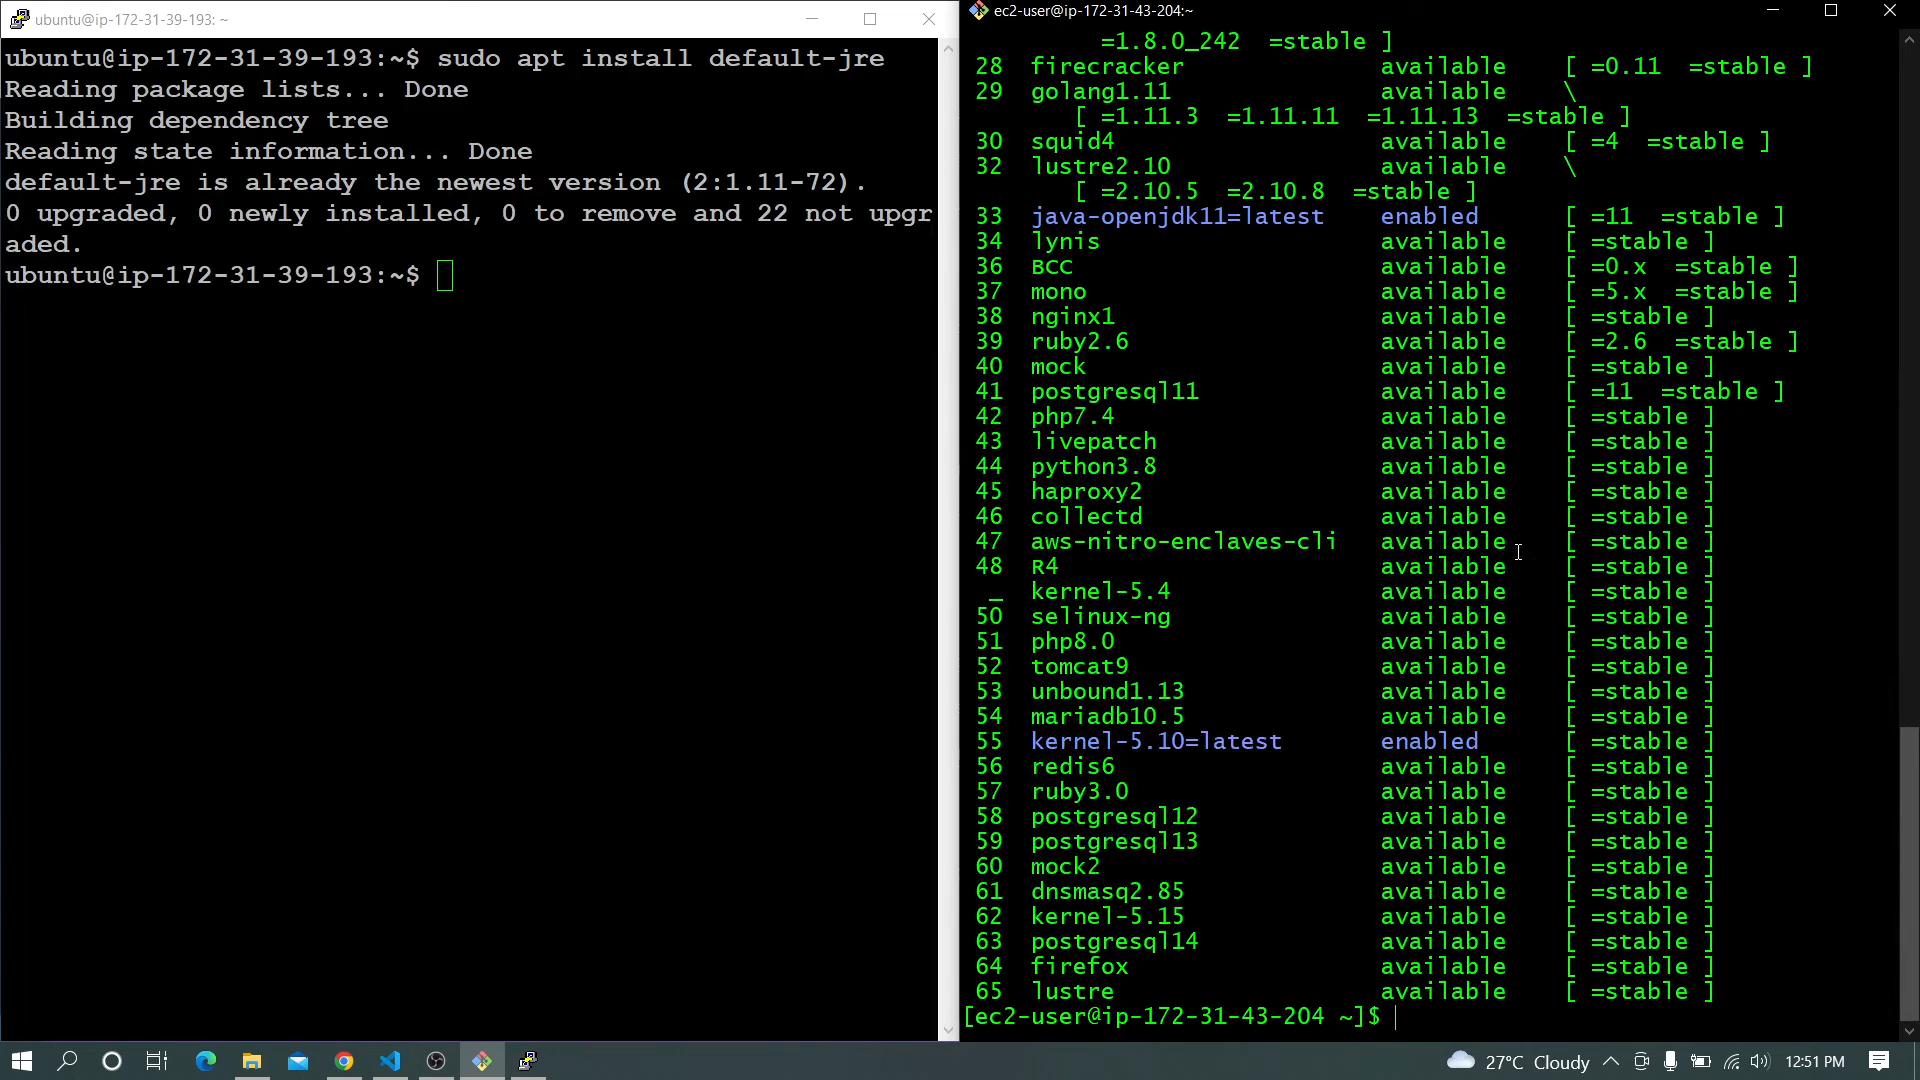 ubuntu@ip-172-31-39-193: ~
ubuntu@ip-172-31-39-193:~$ sudo apt install default-jre
Reading package lists... Done
Building dependency tree
Reading state information... Done
default-jre is already the newest version (2:1.11-72).
0 upgraded, 0 newly installed, 0 to remove and 22 not upgr
aded.
ubuntu@ip-172-31-39-193:~$
ec2-user@ip-172-31-43-204:~
=1.8.0_242 =stable ]
28 firecracker available [ =0.11 =stable ]
29 golang1.11 available \
[ =1.11.3 =1.11.11 =1.11.13 =stable ]
30 squid4 available [ =4 =stable ]
32 lustre2.10 available \
[ =2.10.5 =2.10.8 =stable ]
33 java-openjdk11=latest enabled [ =11 =stable ]
34 lynis available [ =stable ]
36 BCC available [ =0.x =stable ]
37 mono available [ =5.x =stable ]
38 nginx1 available [ =stable ]
39 ruby2.6 available [ =2.6 =stable ]
40 mock available [ =stable ]
41 postgresql11 available [ =11 =stable ]
42 php7.4 available [ =stable ]
43 livepatch available [ =stable ]
44 python3.8 available [ =stable ]
45 haproxy2 available [ =stable ]
46 collectd available [ =stable ]
47 aws-nitro-enclaves-cli available [ =stable ]
48 R4 available [ =stable ]
_ kernel-5.4 available [ =stable ]
50 selinux-ng available [ =stable ]
51 php8.0 available [ =stable ]
52 tomcat9 available [ =stable ]
53 unbound1.13 available [ =stable ]
54 mariadb10.5 available [ =stable ]
55 kernel-5.10=latest enabled [ =stable ]
56 redis6 available [ =stable ]
57 ruby3.0 available [ =stable ]
58 postgresql12 available [ =stable ]
59 postgresql13 available [ =stable ]
60 mock2 available [ =stable ]
61 dnsmasq2.85 available [ =stable ]
62 kernel-5.15 available [ =stable ]
63 postgresql14 available [ =stable ]
64 firefox available [ =stable ]
65 lustre available [ =stable ]
[ec2-user@ip-172-31-43-204 ~]$
27°C Cloudy 12:51 PM